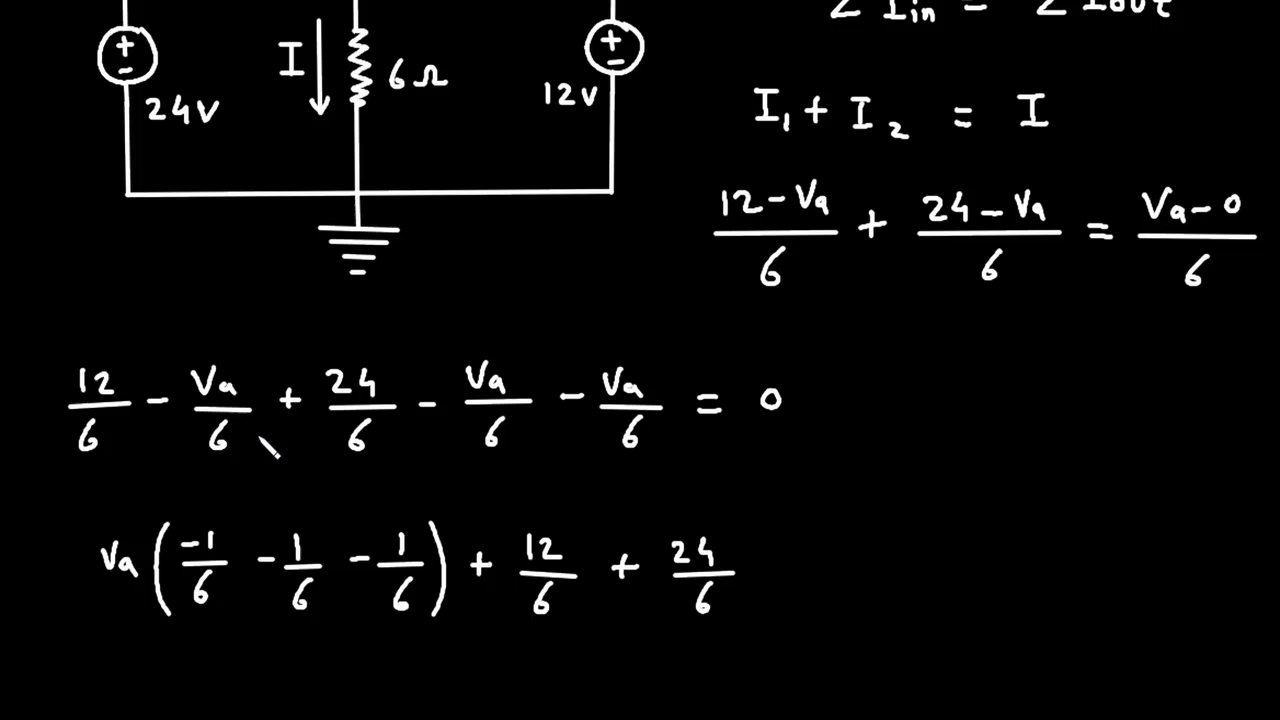 Σ Iin = Σ Iout
+
-
24V
I
6Ω
+
-
12V
I₁ + I₂ = I
12-Va/6 + 24-Va/6 = Va-0/6
12/6 - Va/6 + 24/6 - Va/6 - Va/6 = 0
Va(-1/6 - 1/6 - 1/6) + 12/6 + 24/6